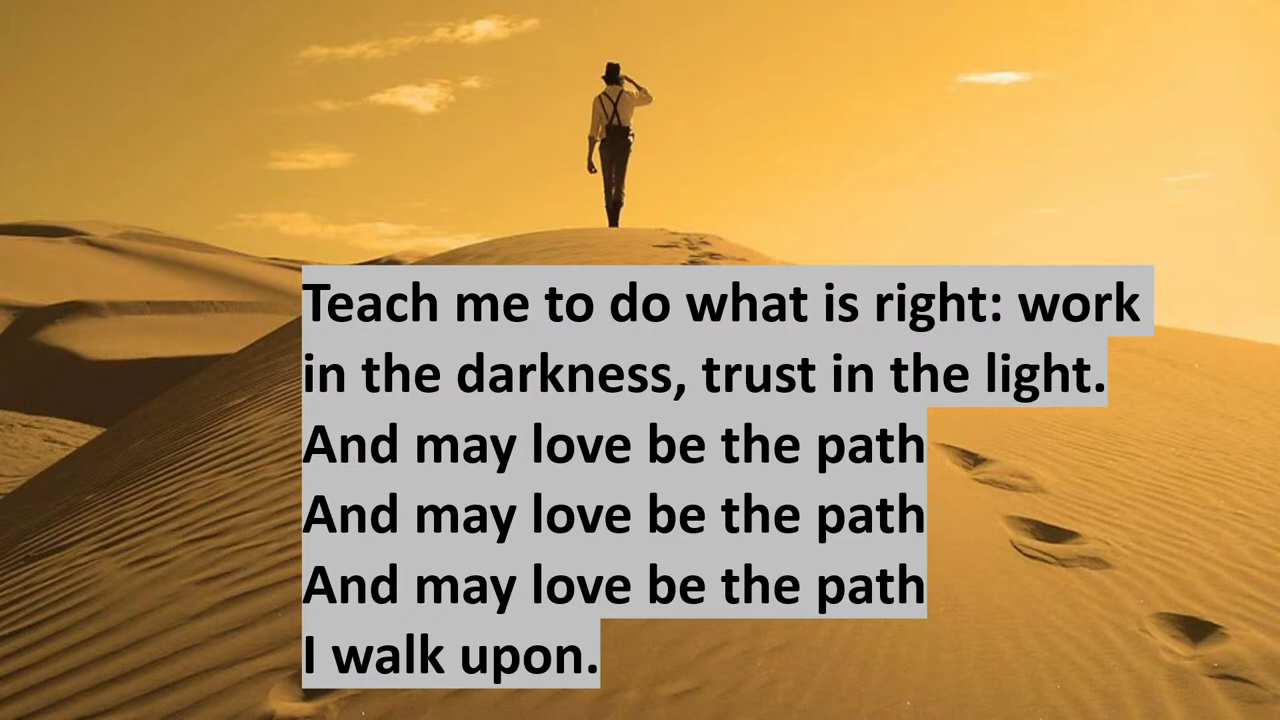 Teach me to do what is right: work
in the darkness, trust in the light.
And may love be the path
And may love be the path
And may love be the path
I walk upon.